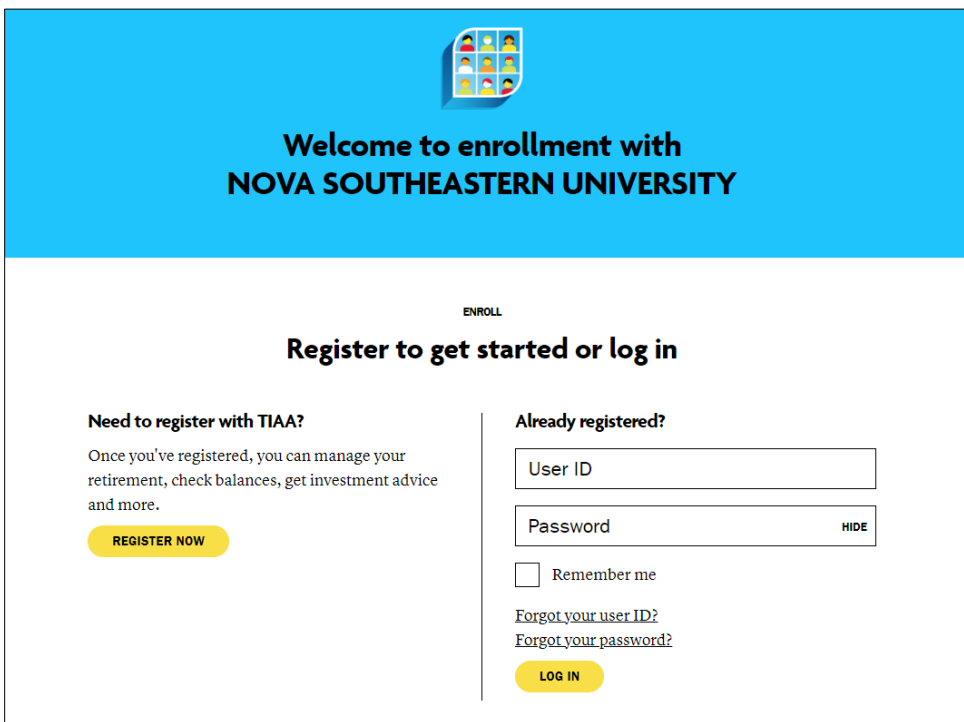 Welcome to enrollment with
NOVA SOUTHEASTERN UNIVERSITY
ENROLL
Register to get started or log in
Need to register with TIAA?
Once you've registered, you can manage your
retirement, check balances, get investment advice
and more.
REGISTER NOW
Already registered?
User ID
Password
HIDE
Remember me
Forgot your user ID?
Forgot your password?
LOG IN